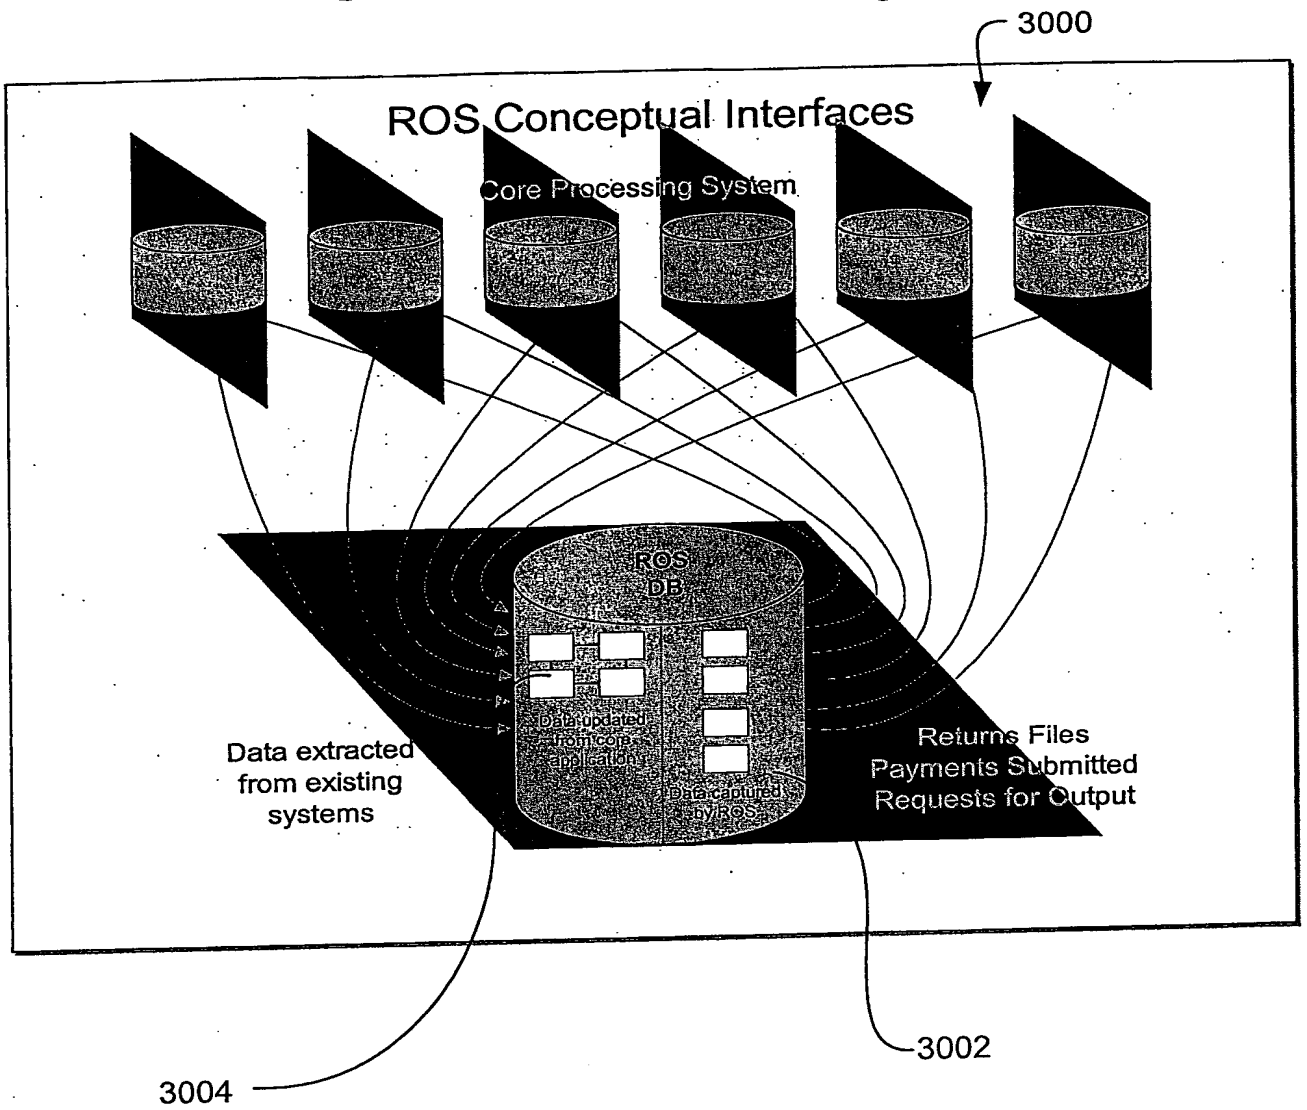 3000
ROS Conceptual Interfaces
Core Processing System
ROS
DB
Data updated
from core
application
Data captured
by ROS
Data extracted
from existing
systems
Returns Files
Payments Submitted
Requests for Output
3002
3004